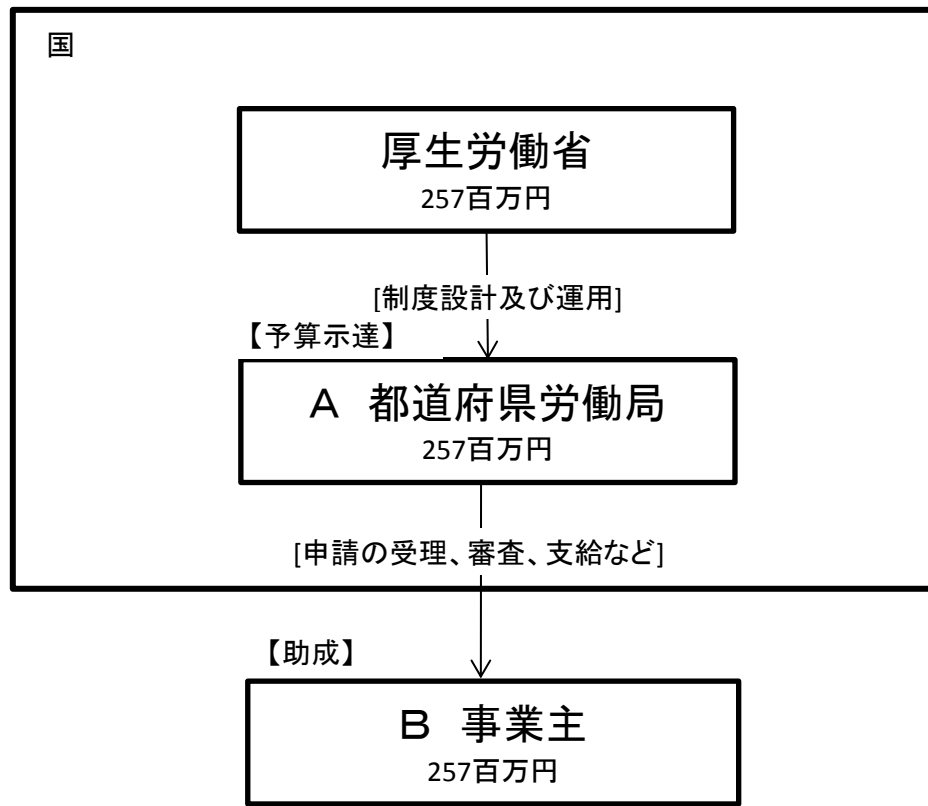 国
厚生労働省
257百万円
[制度設計及び運用]
【予算示達】
A 都道府県労働局
257百万円
[申請の受理、審査、支給など]
【助成】
B 事業主
257百万円